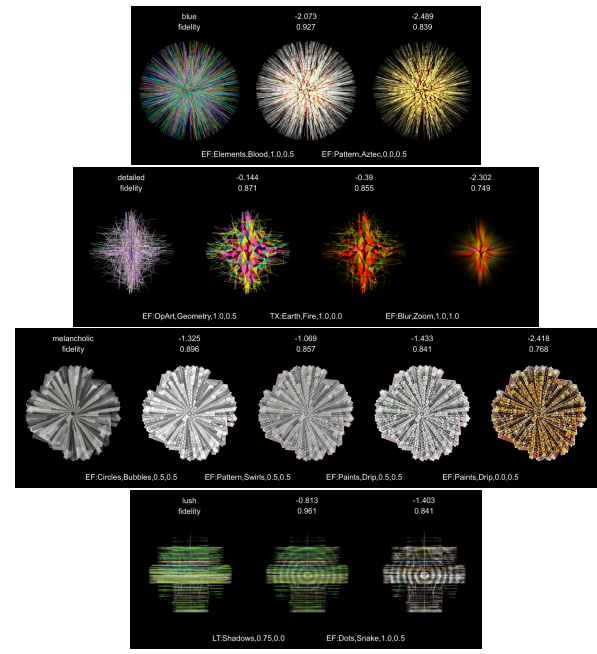 blue -2.073 -2.489
fidelity 0.927 0.839
EF:Elements,Blood,1.0,0.5 EF:Pattern,Aztec,0.0,0.5
detailed -0.144 -0.39 -2.302
fidelity 0.871 0.855 0.749
EF:OpArt,Geometry,1.0,0.5 TX:Earth,Fire,1.0,0.0 EF:Blur,Zoom,1.0,1.0
melancholic -1.325 -1.069 -1.433 -2.418
fidelity 0.896 0.857 0.841 0.768
EF:Circles,Bubbles,0.5,0.5 EF:Pattern,Swirls,0.5,0.5 EF:Paints,Drip,0.5,0.5 EF:Paints,Drip,0.0,0.5
lush -0.813 -1.403
fidelity 0.961 0.841
LT:Shadows,0.75,0.0 EF:Dots,Snake,1.0,0.5